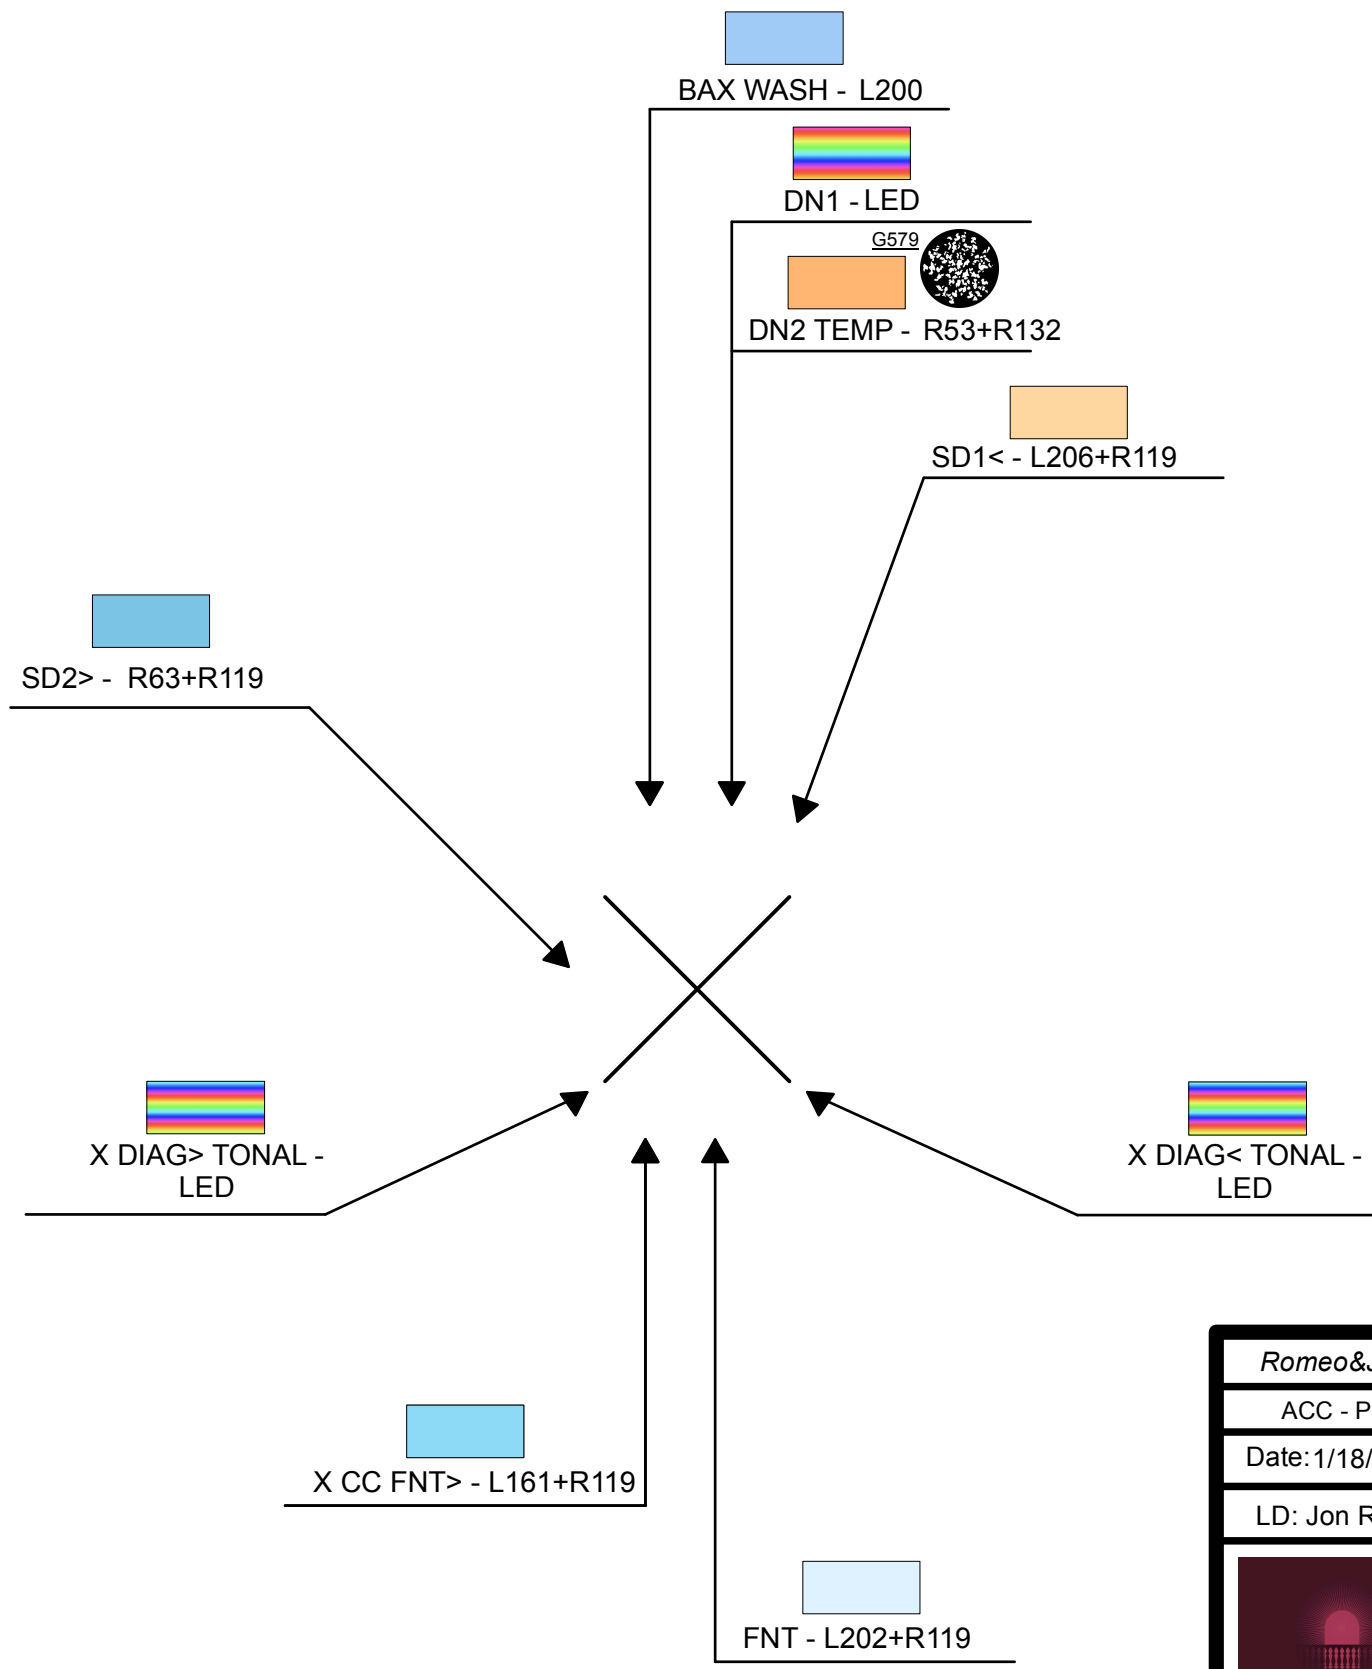 BAX WASH - L200
DN1 - LED
G579
DN2 TEMP - R53+R132
SD1< - L206+R119
SD2> - R63+R119
X DIAG> TONAL -
LED
X DIAG< TONAL -
LED
X CC FNT> - L161+R119
FNT - L202+R119
Romeo&
ACC - P
Date: 1/18/
LD: Jon R